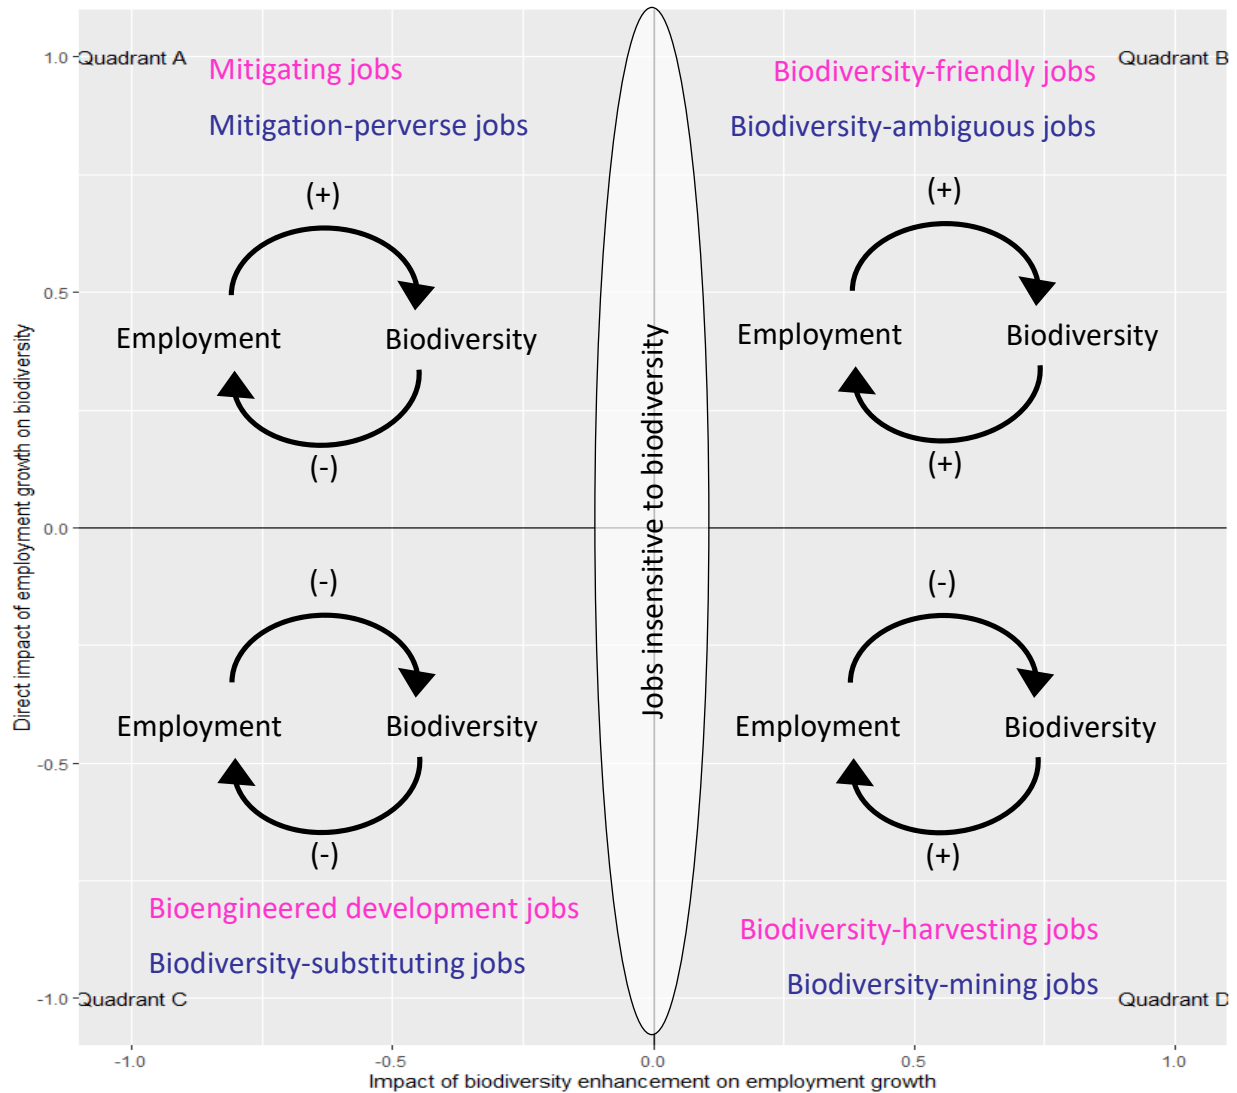 1.0
Quadrant A
Mitigating jobs
Mitigation-perverse jobs
(+)
Employment
Biodiversity
(-)
Quadrant B
Biodiversity-friendly jobs
Biodiversity-ambiguous jobs
(+)
Employment
Biodiversity
(+)
0.5
Jobs insensitive to biodiversity
Direct impact of employment growth on biodiversity
0.0
(-)
Employment
Biodiversity
(-)
Bioengineered development jobs
Biodiversity-substituting jobs
Quadrant C
(-)
Employment
Biodiversity
(+)
Biodiversity-harvesting jobs
Biodiversity-mining jobs
Quadrant D
-0.5
-1.0
-1.0
-0.5
0.0
0.5
1.0
Impact of biodiversity enhancement on employment growth